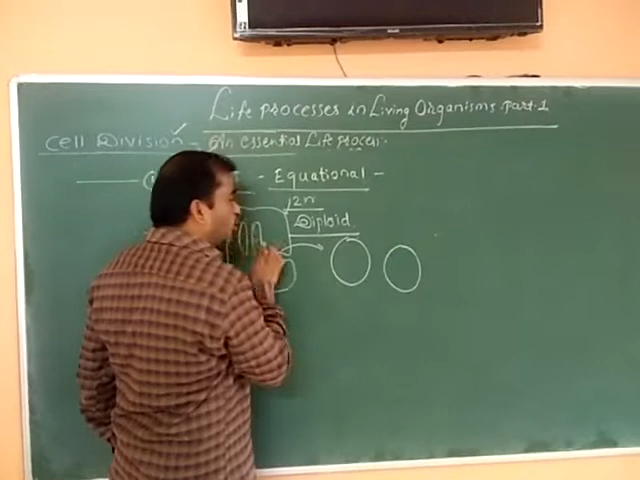 Life processes in Living Organisms Part-1
Cell Division ✓ - An essential Life process.
- Equational -
2n
Diploid